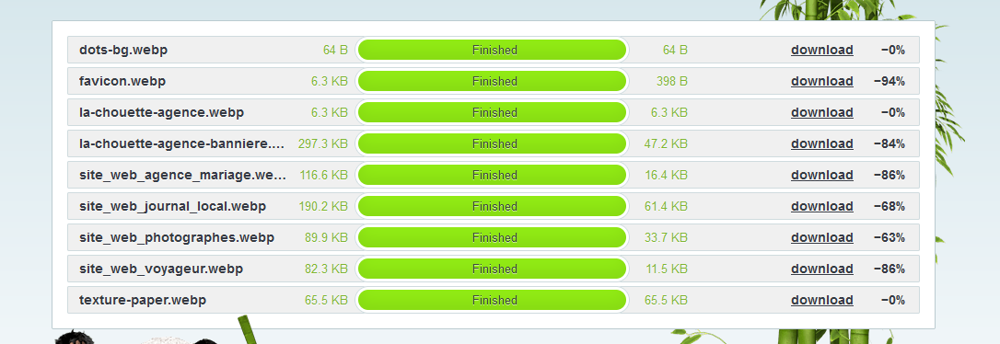 dots-bg.webp 64 B Finished 64 B download −0%
favicon.webp 6.3 KB Finished 398 B download −94%
la-chouette-agence.webp 6.3 KB Finished 6.3 KB download −0%
la-chouette-agence-banniere.… 297.3 KB Finished 47.2 KB download −84%
site_web_agence_mariage.we… 116.6 KB Finished 16.4 KB download −86%
site_web_journal_local.webp 190.2 KB Finished 61.4 KB download −68%
site_web_photographes.webp 89.9 KB Finished 33.7 KB download −63%
site_web_voyageur.webp 82.3 KB Finished 11.5 KB download −86%
texture-paper.webp 65.5 KB Finished 65.5 KB download −0%